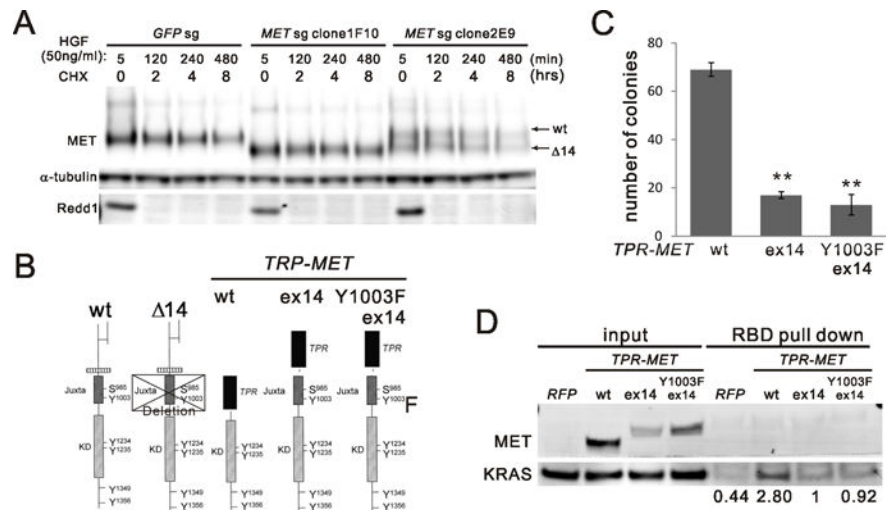 A
GFP sg MET sg clone1F10 MET sg clone2E9
HGF
(50ng/ml): 5 120 240 480 5 120 240 480 5 120 240 480 (min)
CHX 0 2 4 8 0 2 4 8 0 2 4 8 (hrs)
MET
wt
Δ14
α-tubulin
Redd1
B
TRP-MET
wt Δ14 wt ex14 Y1003F
ex14
TPR TPR
Juxta S985 Juxta S985 TPR Juxta S985 Juxta S985
Y1003 Y1003 Y1003 Y1003 F
Deletion
KD Y1234 KD Y1234 KD Y1234 KD Y1234 KD Y1234
Y1235 Y1235 Y1235 Y1235 Y1235
Y1349 Y1349 Y1349 Y1349 Y1349
Y1356 Y1356 Y1356 Y1356 Y1356
C
number of colonies
80
60
40
20
0
** **
TPR-MET wt ex14 Y1003F
ex14
D
input RBD pull down
TPR-MET TPR-MET
RFP wt ex14 Y1003F ex14 RFP wt ex14 Y1003F ex14
MET
KRAS
0.44 2.80 1 0.92